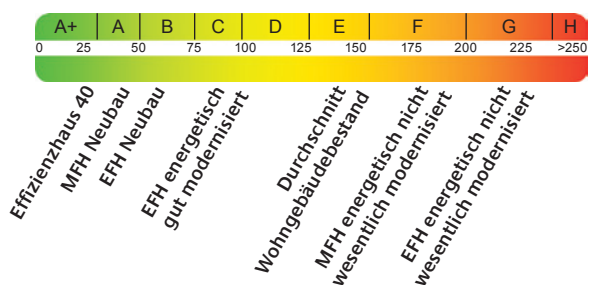 A+ A B C D E F G H
0 25 50 75 100 125 150 175 200 225 >250
Effizienzhaus 40
MFH Neubau
EFH Neubau
EFH energetisch
gut modernisiert
Durchschnitt
Wohngebäudebestand
MFH energetisch nicht
wesentlich modernisiert
EFH energetisch nicht
wesentlich modernisiert